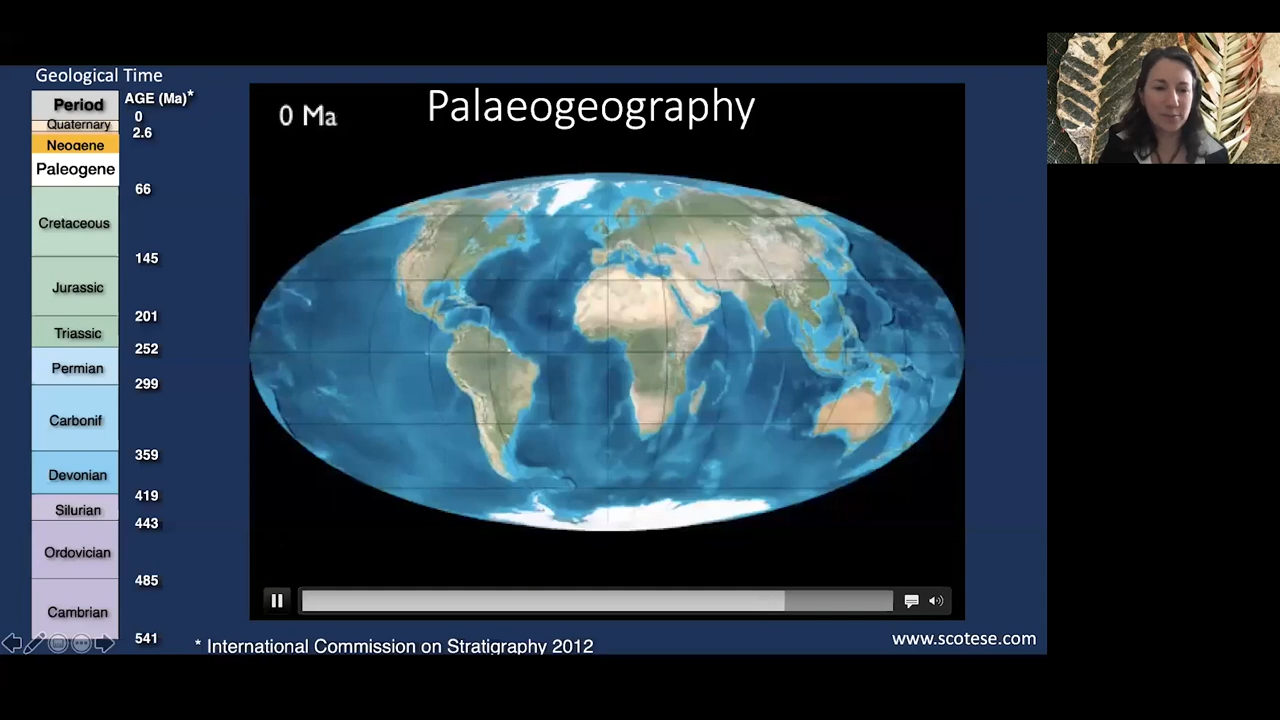 Geological Time
Period
AGE (Ma)*
0
Quaternary
2.6
Neogene
Paleogene
66
Cretaceous
145
Jurassic
201
Triassic
252
Permian
299
Carbonif
359
Devonian
419
Silurian
443
Ordovician
485
Cambrian
541
0 Ma
Palaeogeography
* International Commission on Stratigraphy 2012
www.scotese.com